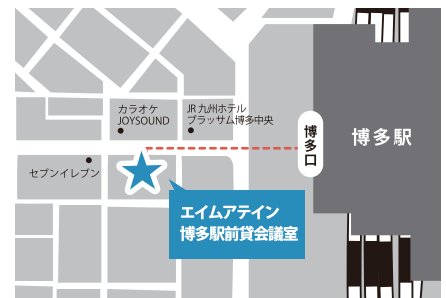 カラオケ
JOYSOUND
JR九州ホテル
ブラッサム博多中央
博多口
博多駅
セブンイレブン
エイムアテイン
博多駅前貸会議室